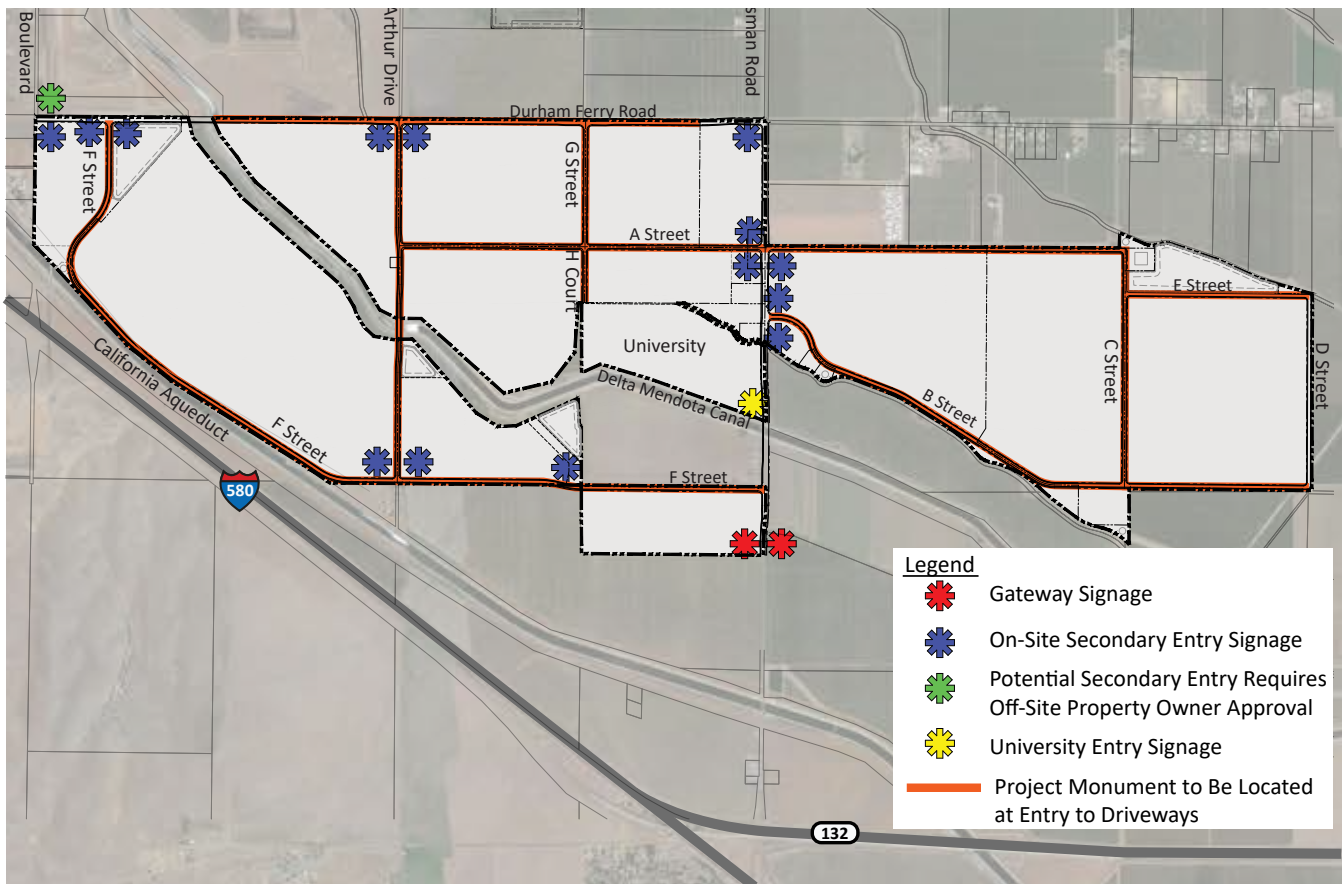 Boulevard
Arthur Drive
sman Road
Durham Ferry Road
F Street
G Street
A Street
H Court
E Street
University
C Street
D Street
Delta Mendota Canal
California Aqueduct
B Street
F Street
F Street
580
Legend
Gateway Signage
On-Site Secondary Entry Signage
Potential Secondary Entry Requires
Off-Site Property Owner Approval
University Entry Signage
Project Monument to Be Located
at Entry to Driveways
132